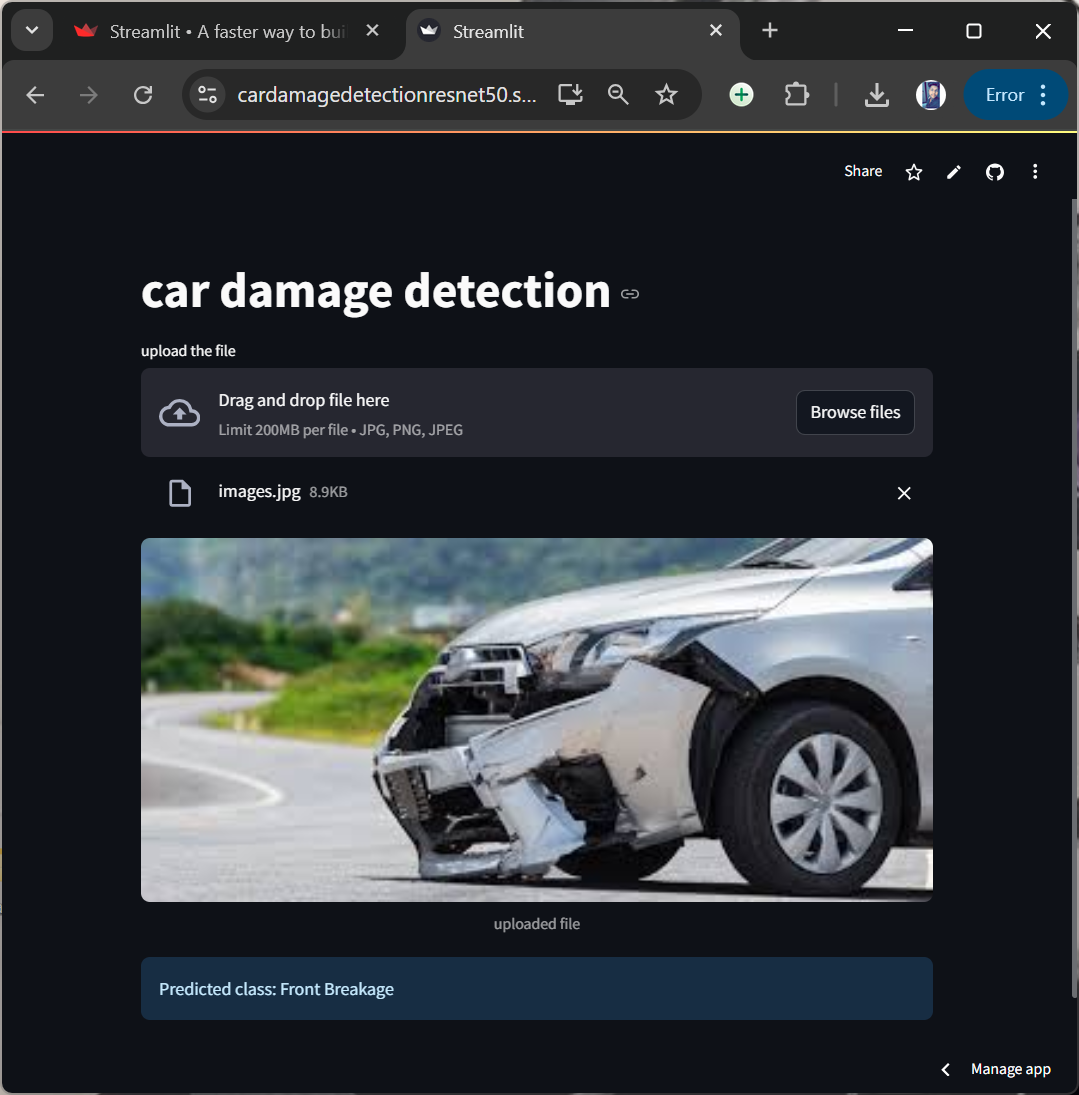 Streamlit • A faster way to bui
Streamlit
cardamagedetectionresnet50.s...
Error
Share
car damage detection
upload the file
Drag and drop file here
Limit 200MB per file • JPG, PNG, JPEG
Browse files
images.jpg 8.9KB
uploaded file
Predicted class: Front Breakage
Manage app